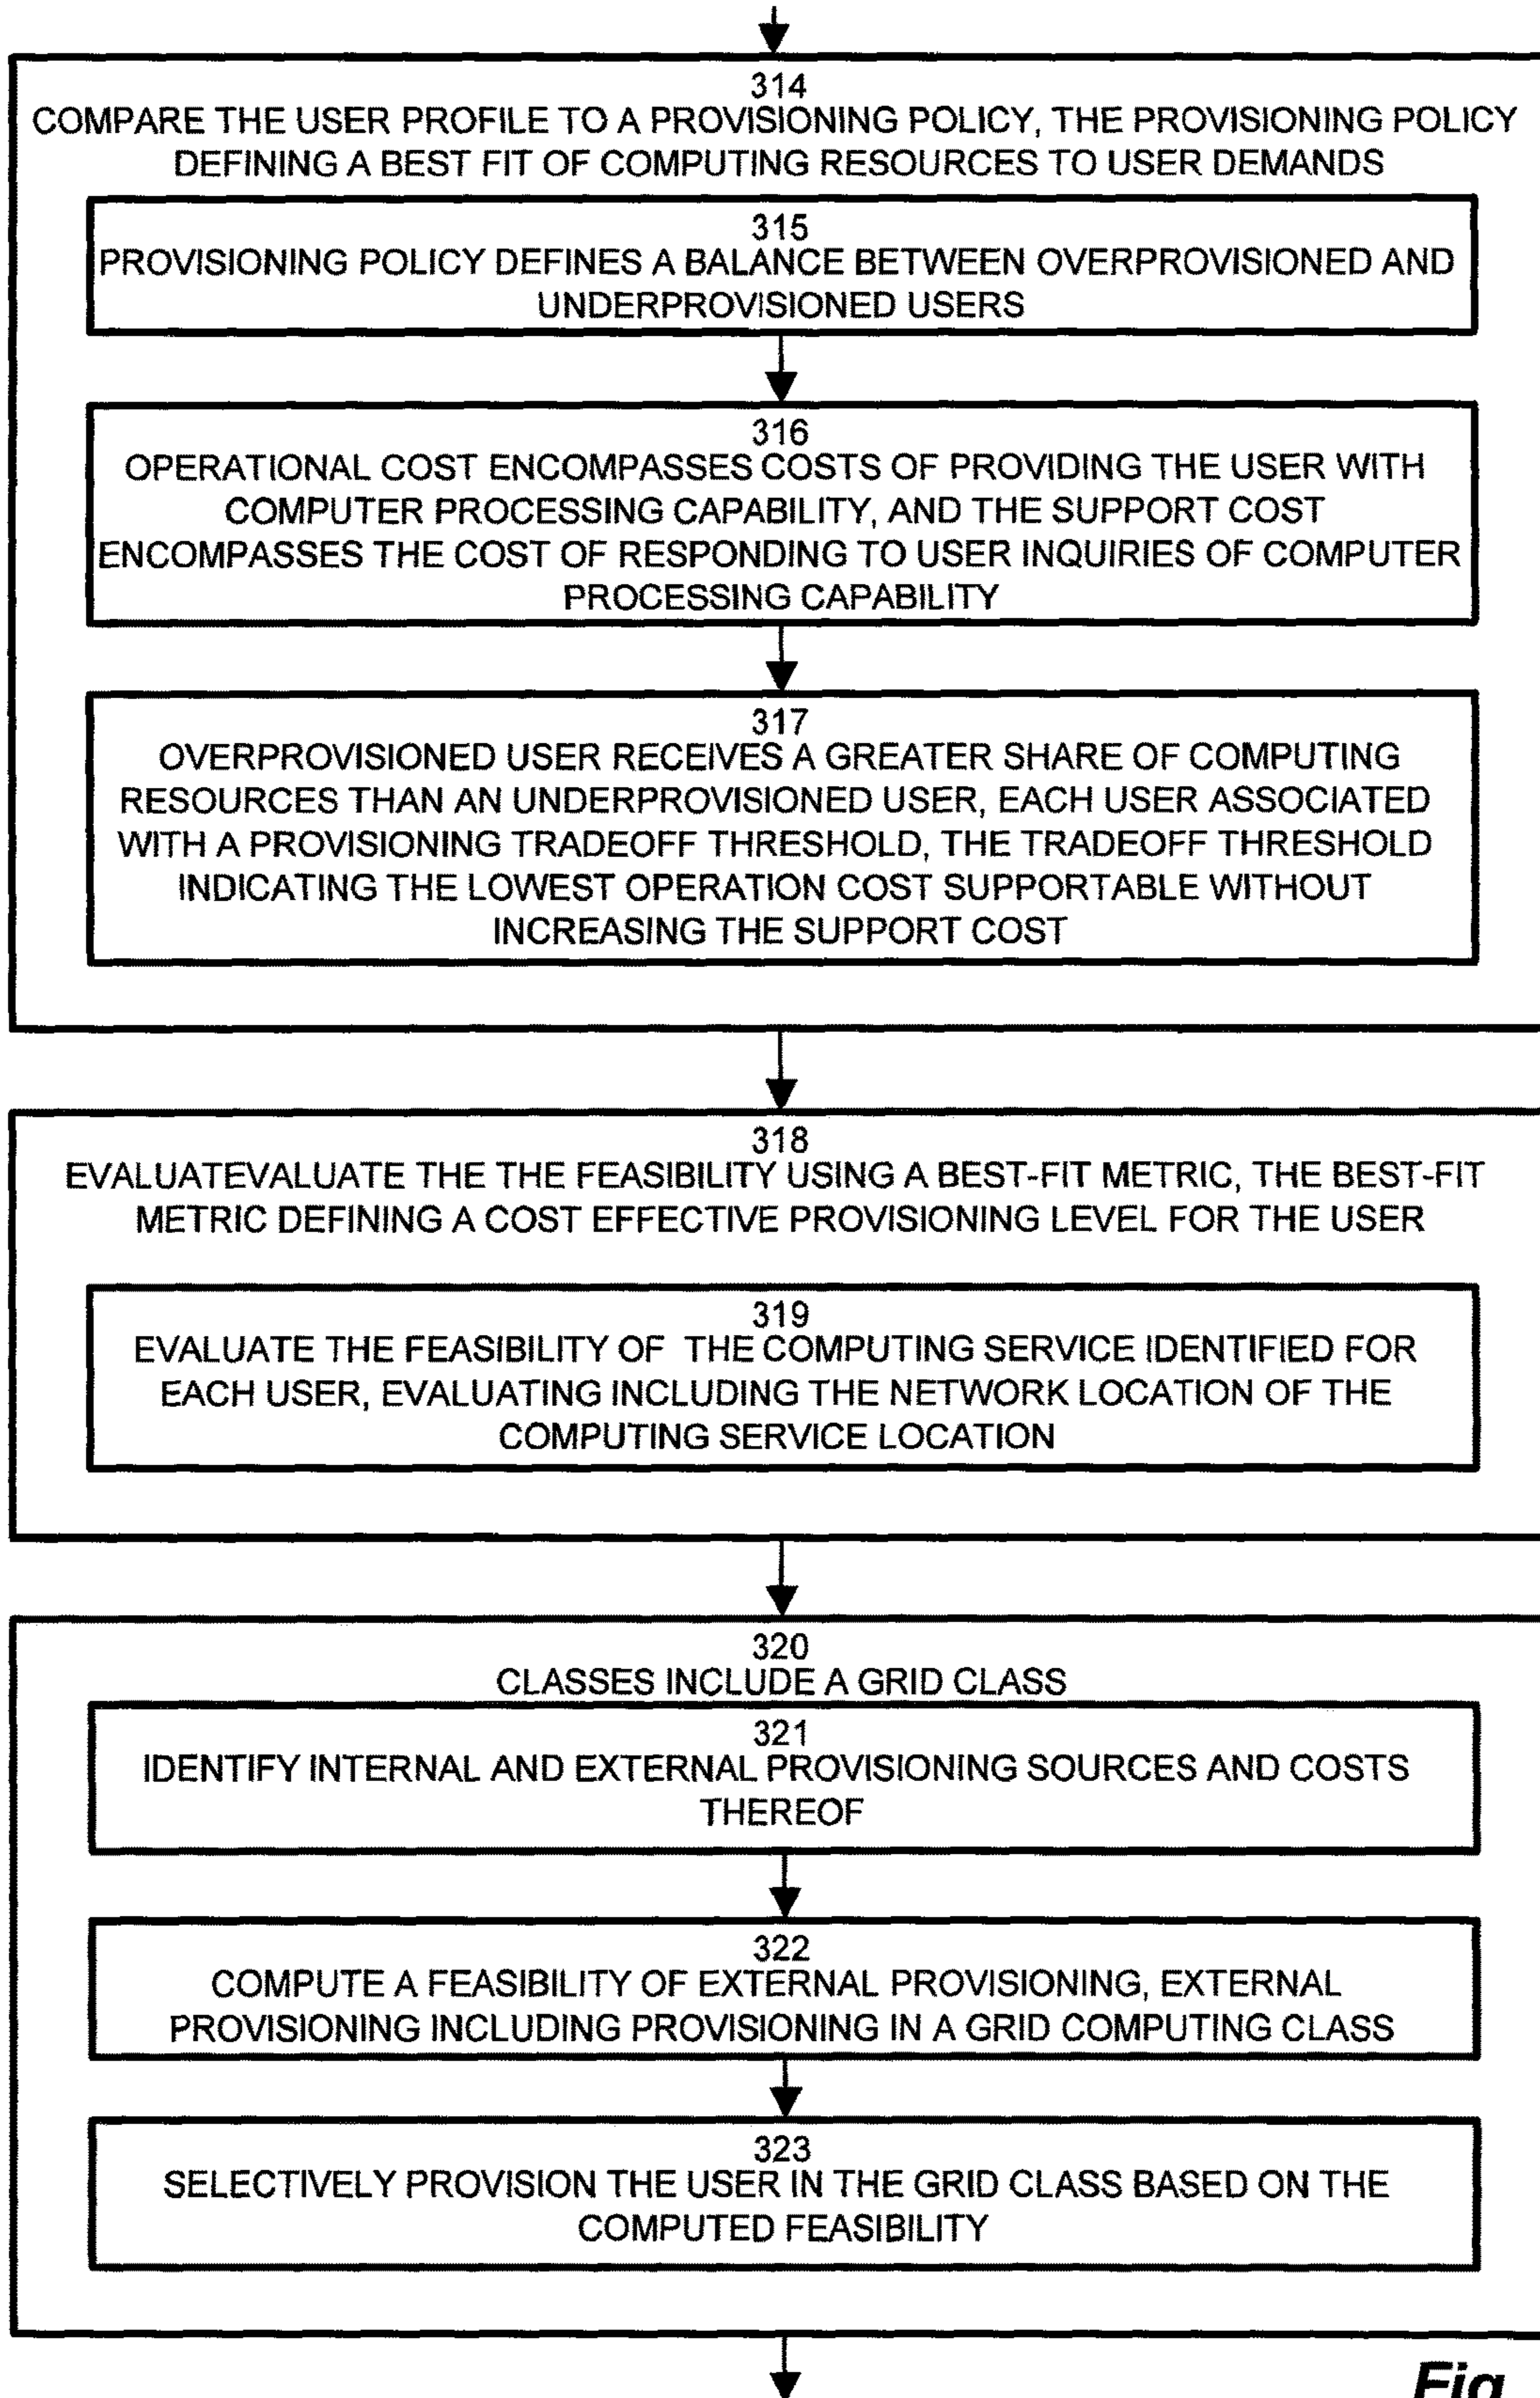 314
COMPARE THE USER PROFILE TO A PROVISIONING POLICY, THE PROVISIONING POLICY
DEFINING A BEST FIT OF COMPUTING RESOURCES TO USER DEMANDS
315
PROVISIONING POLICY DEFINES A BALANCE BETWEEN OVERPROVISIONED AND
UNDERPROVISIONED USERS
316
OPERATIONAL COST ENCOMPASSES COSTS OF PROVIDING THE USER WITH
COMPUTER PROCESSING CAPABILITY, AND THE SUPPORT COST
ENCOMPASSES THE COST OF RESPONDING TO USER INQUIRIES OF COMPUTER
PROCESSING CAPABILITY
317
OVERPROVISIONED USER RECEIVES A GREATER SHARE OF COMPUTING
RESOURCES THAN AN UNDERPROVISIONED USER, EACH USER ASSOCIATED
WITH A PROVISIONING TRADEOFF THRESHOLD, THE TRADEOFF THRESHOLD
INDICATING THE LOWEST OPERATION COST SUPPORTABLE WITHOUT
INCREASING THE SUPPORT COST
318
EVALUATEVALUATE THE THE FEASIBILITY USING A BEST-FIT METRIC, THE BEST-FIT
METRIC DEFINING A COST EFFECTIVE PROVISIONING LEVEL FOR THE USER
319
EVALUATE THE FEASIBILITY OF THE COMPUTING SERVICE IDENTIFIED FOR
EACH USER, EVALUATING INCLUDING THE NETWORK LOCATION OF THE
COMPUTING SERVICE LOCATION
320
CLASSES INCLUDE A GRID CLASS
321
IDENTIFY INTERNAL AND EXTERNAL PROVISIONING SOURCES AND COSTS
THEREOF
322
COMPUTE A FEASIBILITY OF EXTERNAL PROVISIONING, EXTERNAL
PROVISIONING INCLUDING PROVISIONING IN A GRID COMPUTING CLASS
323
SELECTIVELY PROVISION THE USER IN THE GRID CLASS BASED ON THE
COMPUTED FEASIBILITY
Fig